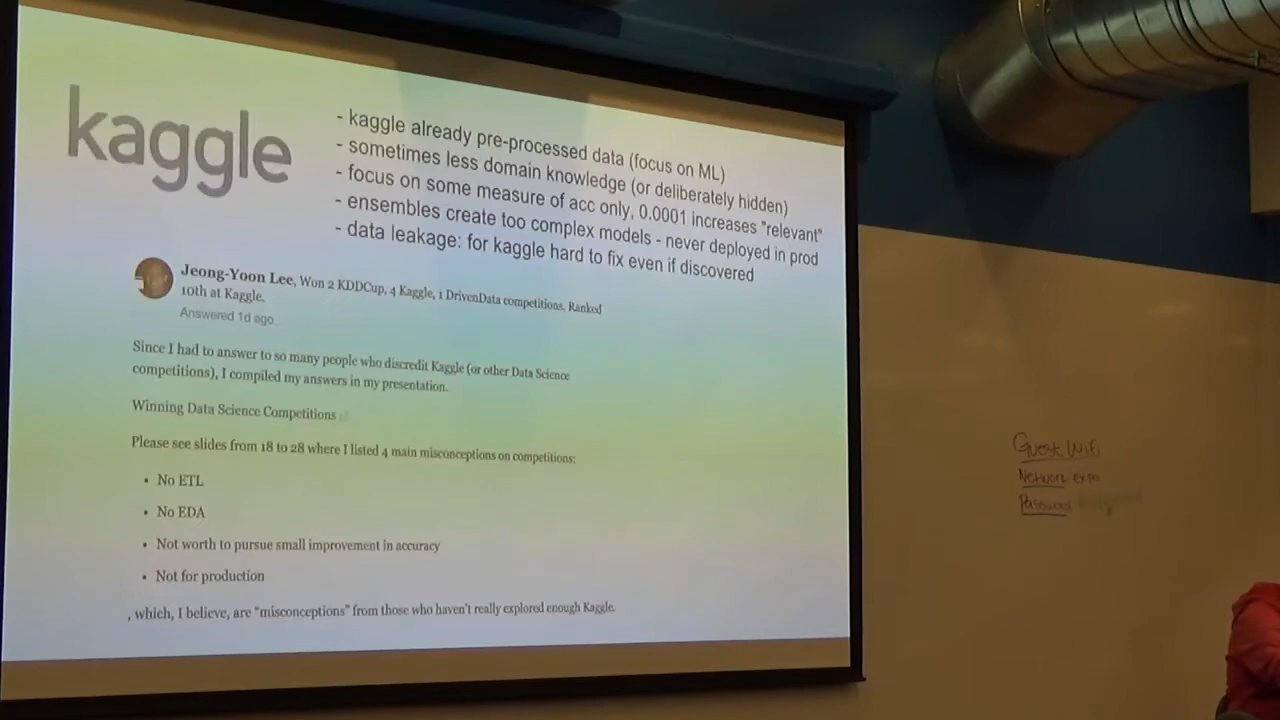 kaggle
- kaggle already pre-processed data (focus on ML)
- sometimes less domain knowledge (or deliberately hidden)
- focus on some measure of acc only, 0.0001 increases "relevant"
- ensembles create too complex models - never deployed in prod
- data leakage: for kaggle hard to fix even if discovered
Jeong-Yoon Lee, Won 2 KDDCup, 4 Kaggle, 1 DrivenData competitions, Ranked
10th at Kaggle.
Answered 1d ago
Since I had to answer to so many people who discredit Kaggle (or other Data Science
competitions), I compiled my answers in my presentation.
Winning Data Science Competitions
Please see slides from 18 to 28 where I listed 4 main misconceptions on competitions:
• No ETL
• No EDA
• Not worth to pursue small improvement in accuracy
• Not for production
, which, I believe, are "misconceptions" from those who haven't really explored enough Kaggle.
Guest Wifi
Network expo
Password